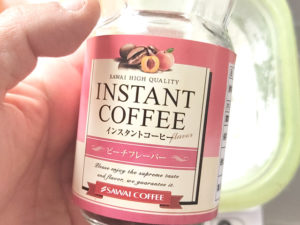 SAWAI HIGH QUALITY
INSTANT
COFFEE
インスタントコーヒー flavor
ピーチフレーバー
Please enjoy the supreme taste
and flavor, we guarantee it.
SAWAI COFFEE